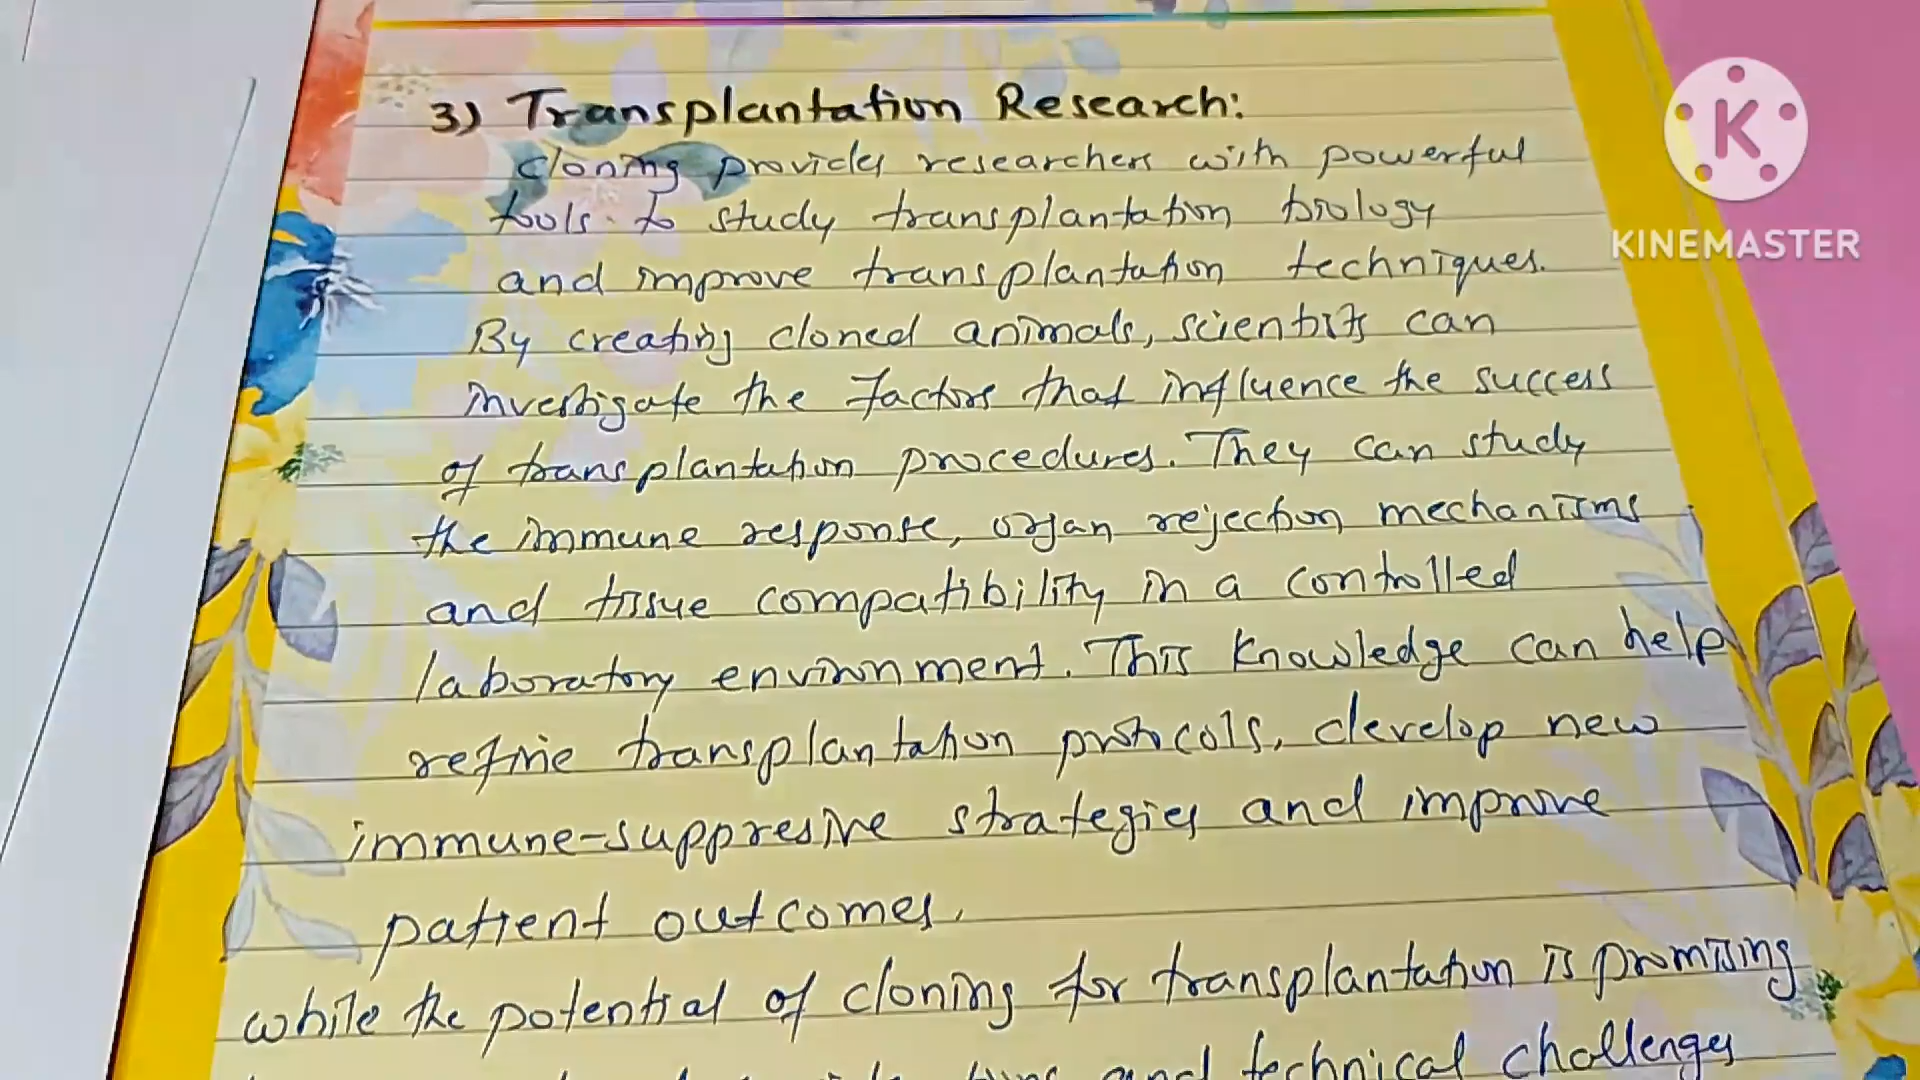 3) Transplantation Research:
cloning provides researchers with powerful
tools to study transplantation biology
and improve transplantation techniques.
By creating cloned animals, scientists can
investigate the factors that influence the success
of transplantation procedures. They can study
the immune response, organ rejection mechanisms
and tissue compatibility in a controlled
laboratory environment. This knowledge can help
refine transplantation protocols, develop new
immune-suppresive strategies and improve
patient outcomes.
while the potential of cloning for transplantation is promising
and technical challenges
K
KINEMASTER